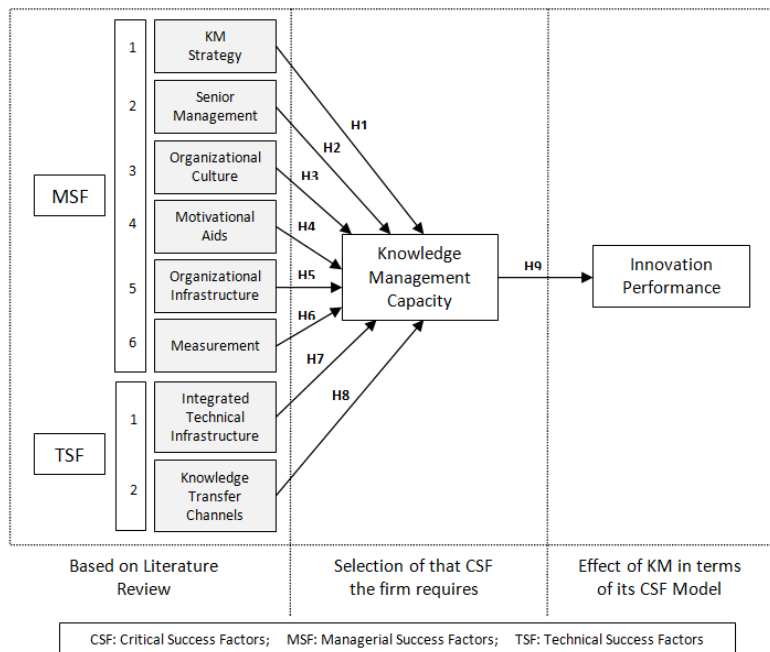 MSF
1
KM
Strategy
2
Senior
Management
3
Organizational
Culture
4
Motivational
Aids
5
Organizational
Infrastructure
6
Measurement
TSF
1
Integrated
Technical
Infrastructure
2
Knowledge
Transfer
Channels
H1
H2
H3
H4
H5
H6
H7
H8
Knowledge
Management
Capacity
H9
Innovation
Performance
Based on Literature
Review
Selection of that CSF
the firm requires
Effect of KM in terms
of its CSF Model
CSF: Critical Success Factors; MSF: Managerial Success Factors; TSF: Technical Success Factors